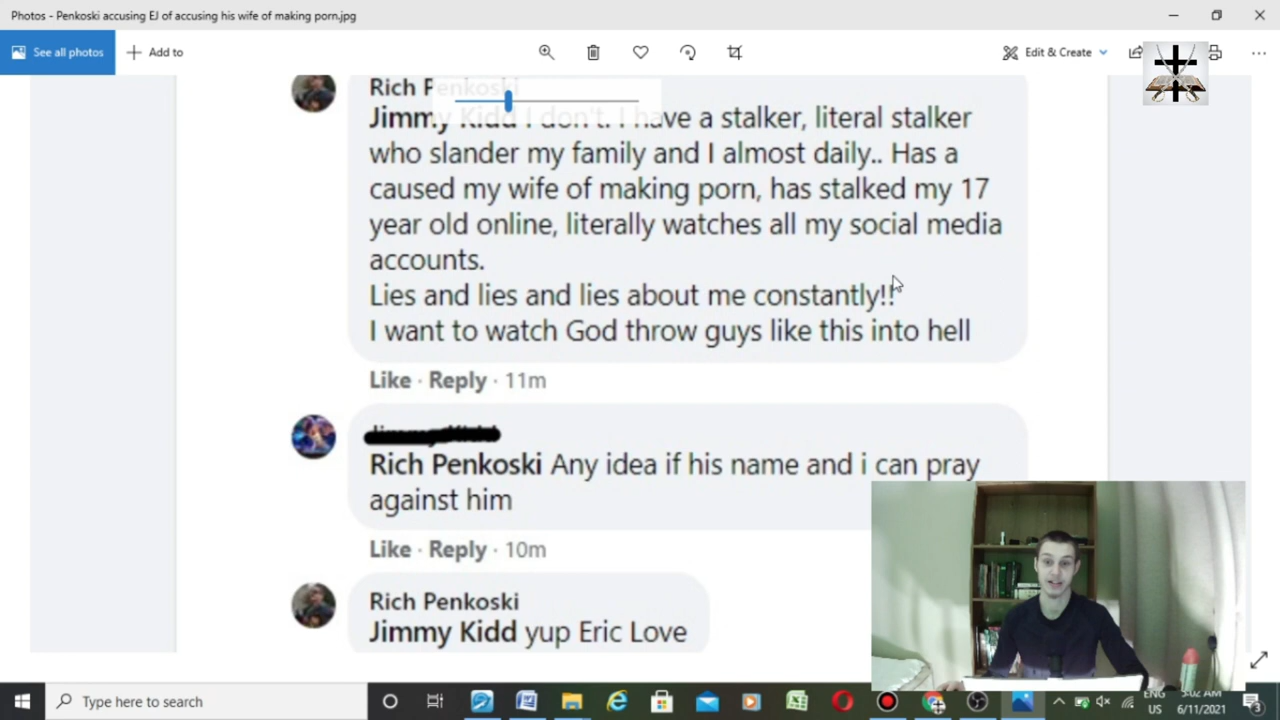 Photos - Penkoski accusing EJ of accusing his wife of making porn.jpg
See all photos
Add to
Edit & Create
Rich Penkoski
Jimmy Kidd I don't. I have a stalker, literal stalker
who slander my family and I almost daily.. Has a
caused my wife of making porn, has stalked my 17
year old online, literally watches all my social media
accounts.
Lies and lies and lies about me constantly!!
I want to watch God throw guys like this into hell
Like · Reply · 11m
Rich Penkoski Any idea if his name and i can pray
against him
Like · Reply · 10m
Rich Penkoski
Jimmy Kidd yup Eric Love
Type here to search
ENG
US
5:02 AM
6/11/2021
3